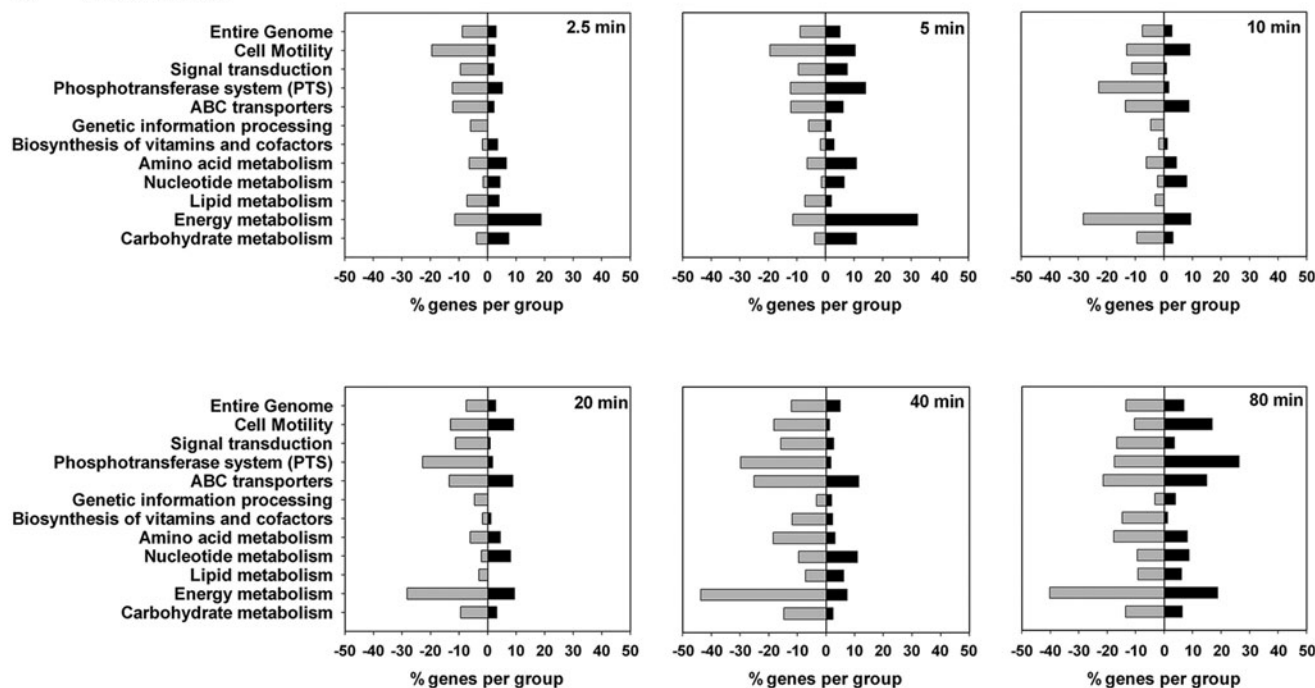 2.5 min
5 min
10 min
Entire Genome
Cell Motility
Signal transduction
Phosphotransferase system (PTS)
ABC transporters
Genetic information processing
Biosynthesis of vitamins and cofactors
Amino acid metabolism
Nucleotide metabolism
Lipid metabolism
Energy metabolism
Carbohydrate metabolism
-50 -40 -30 -20 -10 0 10 20 30 40 50
-50 -40 -30 -20 -10 0 10 20 30 40 50
-50 -40 -30 -20 -10 0 10 20 30 40 50
% genes per group
% genes per group
% genes per group
20 min
40 min
80 min
Entire Genome
Cell Motility
Signal transduction
Phosphotransferase system (PTS)
ABC transporters
Genetic information processing
Biosynthesis of vitamins and cofactors
Amino acid metabolism
Nucleotide metabolism
Lipid metabolism
Energy metabolism
Carbohydrate metabolism
-50 -40 -30 -20 -10 0 10 20 30 40 50
-50 -40 -30 -20 -10 0 10 20 30 40 50
-50 -40 -30 -20 -10 0 10 20 30 40 50
% genes per group
% genes per group
% genes per group